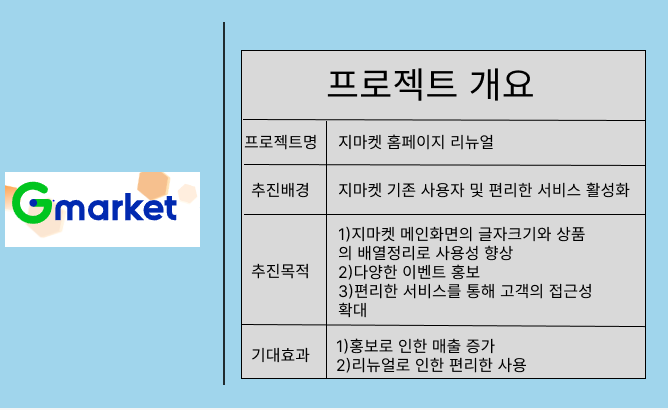 Gmarket
프로젝트 개요
프로젝트명
지마켓 홈페이지 리뉴얼
추진배경
지마켓 기존 사용자 및 편리한 서비스 활성화
추진목적
1)지마켓 메인화면의 글자크기와 상품
의 배열정리로 사용성 향상
2)다양한 이벤트 홍보
3)편리한 서비스를 통해 고객의 접근성
확대
기대효과
1)홍보로 인한 매출 증가
2)리뉴얼로 인한 편리한 사용